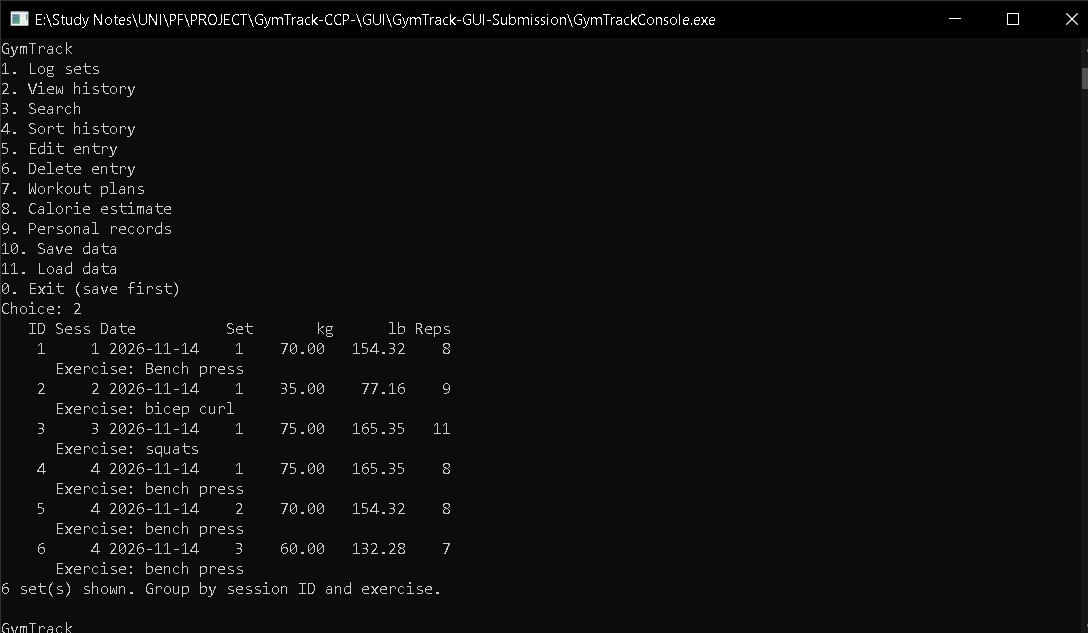 E:\Study Notes\UNI\PF\PROJECT\GymTrack-CCP-\GUI\GymTrack-GUI-Submission\GymTrackConsole.exe
GymTrack
1. Log sets
2. View history
3. Search
4. Sort history
5. Edit entry
6. Delete entry
7. Workout plans
8. Calorie estimate
9. Personal records
10. Save data
11. Load data
0. Exit (save first)
Choice: 2
ID Sess Date Set kg lb Reps
1 1 2026-11-14 1 70.00 154.32 8
Exercise: Bench press
2 2 2026-11-14 1 35.00 77.16 9
Exercise: bicep curl
3 3 2026-11-14 1 75.00 165.35 11
Exercise: squats
4 4 2026-11-14 1 75.00 165.35 8
Exercise: bench press
5 4 2026-11-14 2 70.00 154.32 8
Exercise: bench press
6 4 2026-11-14 3 60.00 132.28 7
Exercise: bench press
6 set(s) shown. Group by session ID and exercise.
GymTrack